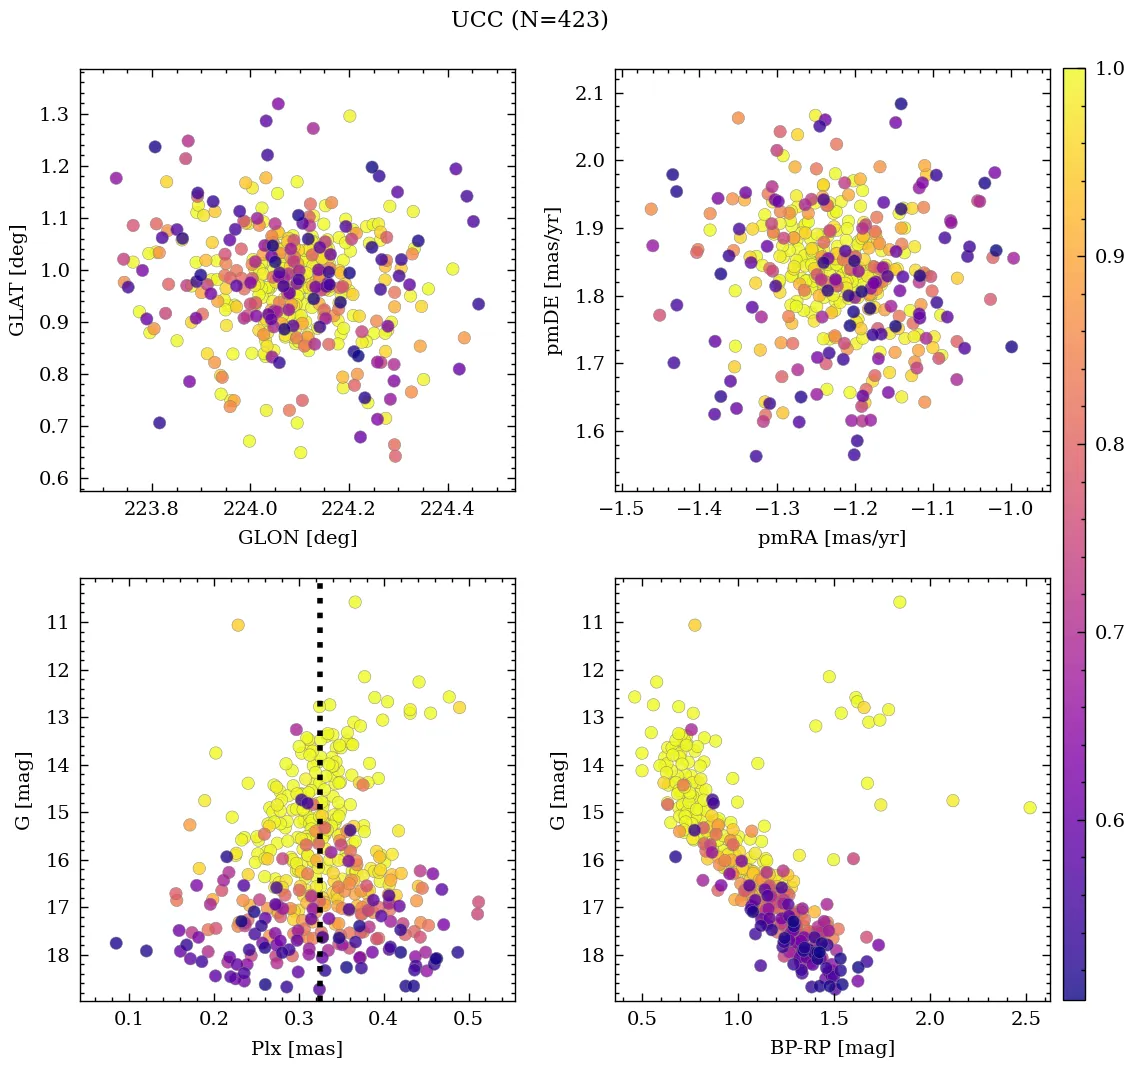 UCC (N=423)
1.3
1.2
1.1
1.0
0.9
0.8
0.7
0.6
GLAT [deg]
223.8 224.0 224.2 224.4
GLON [deg]
2.1
2.0
1.9
1.8
1.7
1.6
pmDE [mas/yr]
−1.5 −1.4 −1.3 −1.2 −1.1 −1.0
pmRA [mas/yr]
11
12
13
14
15
16
17
18
G [mag]
0.1 0.2 0.3 0.4 0.5
Plx [mas]
11
12
13
14
15
16
17
18
G [mag]
0.5 1.0 1.5 2.0 2.5
BP-RP [mag]
1.0
0.9
0.8
0.7
0.6